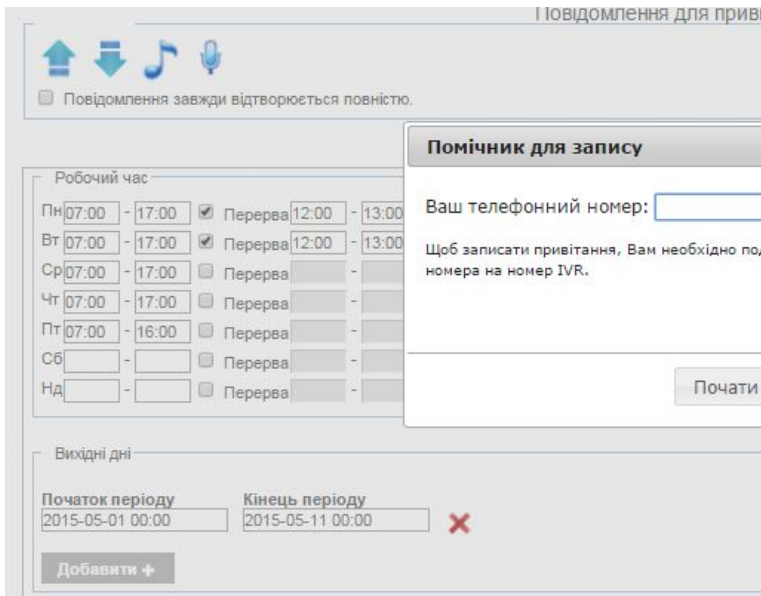 Повідомлення для
Повідомлення завжди відтворюється повністю.
Помічник для запису
Ваш телефонний номер:
Щоб записати привітання, Вам необхідно
номера на номер IVR.
Почати
Робочий час
Пн 07:00 - 17:00 Перерва 12:00 - 13:00
Вт 07:00 - 17:00 Перерва 12:00 - 13:00
Ср 07:00 - 17:00 Перерва -
Чт 07:00 - 17:00 Перерва -
Пт 07:00 - 16:00 Перерва -
Сб - Перерва -
Нд - Перерва -
Вихідні дні
Початок періоду Кінець періоду
2015-05-01 00:00 2015-05-11 00:00
Добавити +